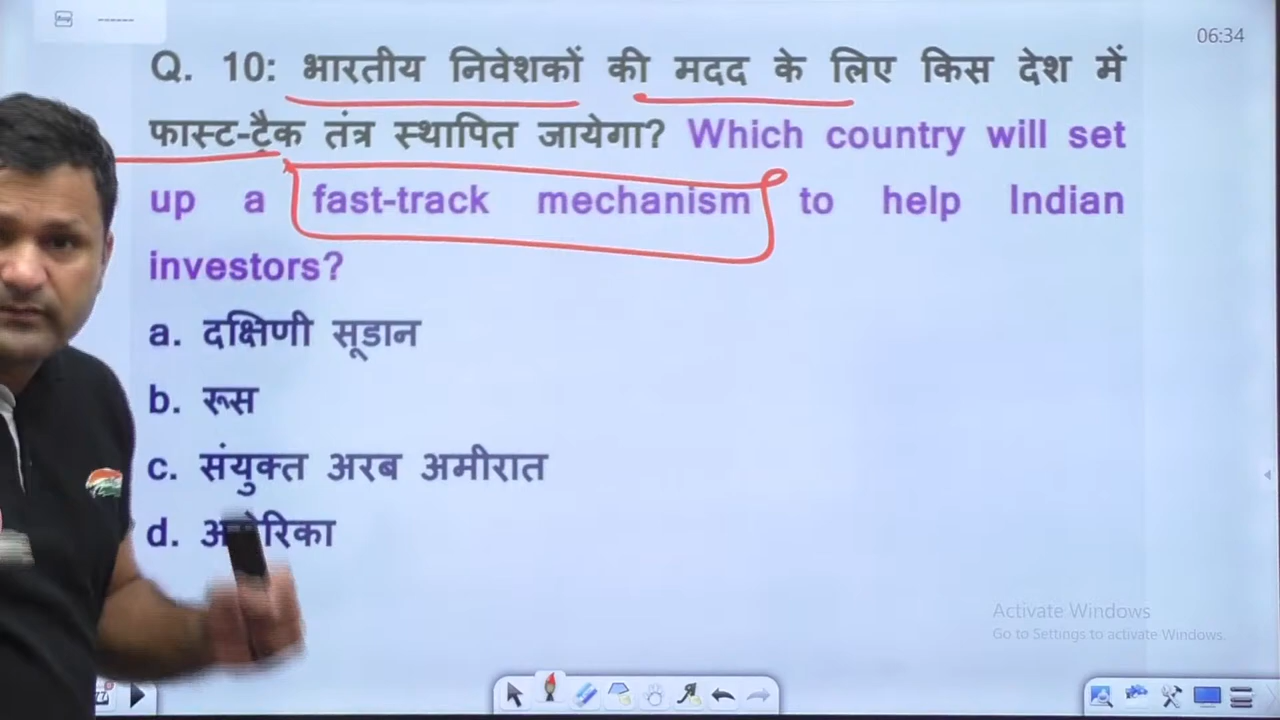 06:34
Q. 10: भारतीय निवेशकों की मदद के लिए किस देश में
फास्ट-टैक तंत्र स्थापित जायेगा? Which country will set
up a fast-track mechanism to help Indian
investors?
a. दक्षिणी सूडान
b. रूस
c. संयुक्त अरब अमीरात
d. अमेरिका
Activate Windows
Go to Settings to activate Windows.